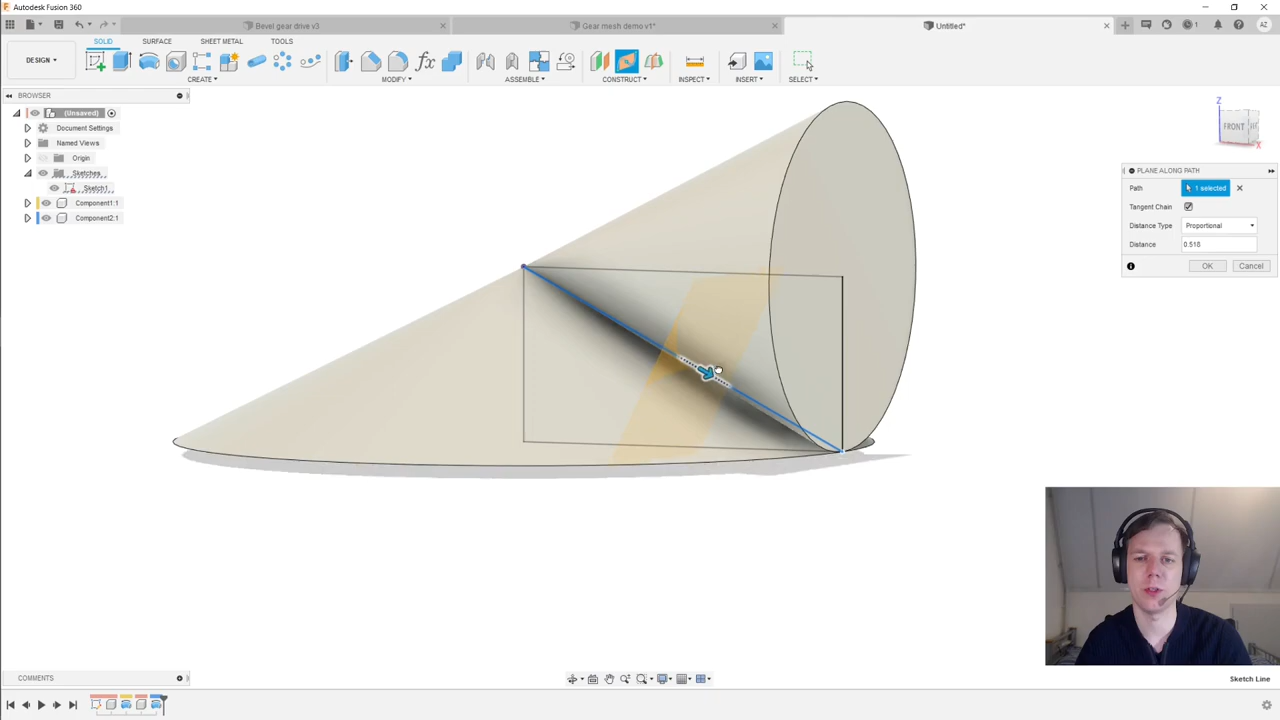 Autodesk Fusion 360
Bevel gear drive v3
Gear mesh demo v1*
Untitled*
1
AZ
SOLID
SURFACE
SHEET METAL
TOOLS
DESIGN
CREATE
MODIFY
ASSEMBLE
CONSTRUCT
INSPECT
INSERT
SELECT
BROWSER
(Unsaved)
Document Settings
Named Views
Origin
Sketches
Sketch1
Component1:1
Component2:1
Z
FRONT
X
PLANE ALONG PATH
Path
1 selected
Tangent Chain
Distance Type
Proportional
Distance
0.518
OK
Cancel
COMMENTS
Sketch Line